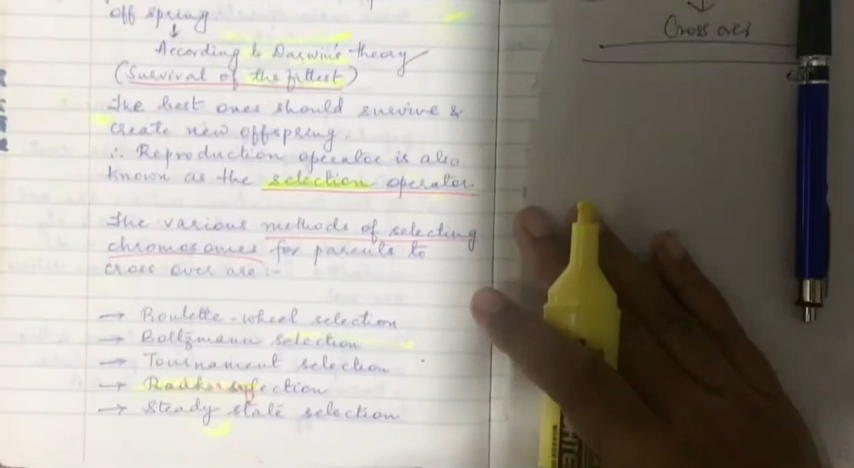 off spring
↓
According to Darwin's theory
(Survival of the fittest)
The best ones should survive &
create new offspring.
∴ Reproduction operator is also
known as the selection operator.
The various methods of selecting
chromosomes for parents to
cross over are :-
→ Roulette-wheel selection
→ Boltzmann selection
→ Tournament selection
→ selection
→ Steady state selection
Cross over